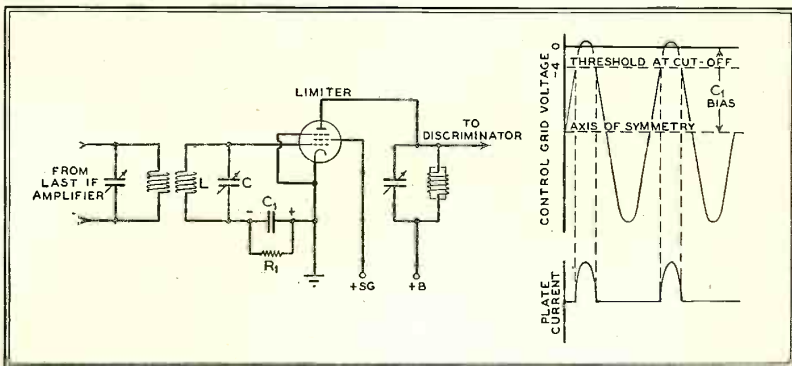 LIMITER
TO
DISCRIMINATOR
FROM
LAST IF
AMPLIFIER
L
C
C1
- +
R1
+SG
+B
CONTROL GRID VOLTAGE
0
-4
THRESHOLD AT CUT-OFF
C1
BIAS
AXIS OF SYMMETRY
PLATE
CURRENT